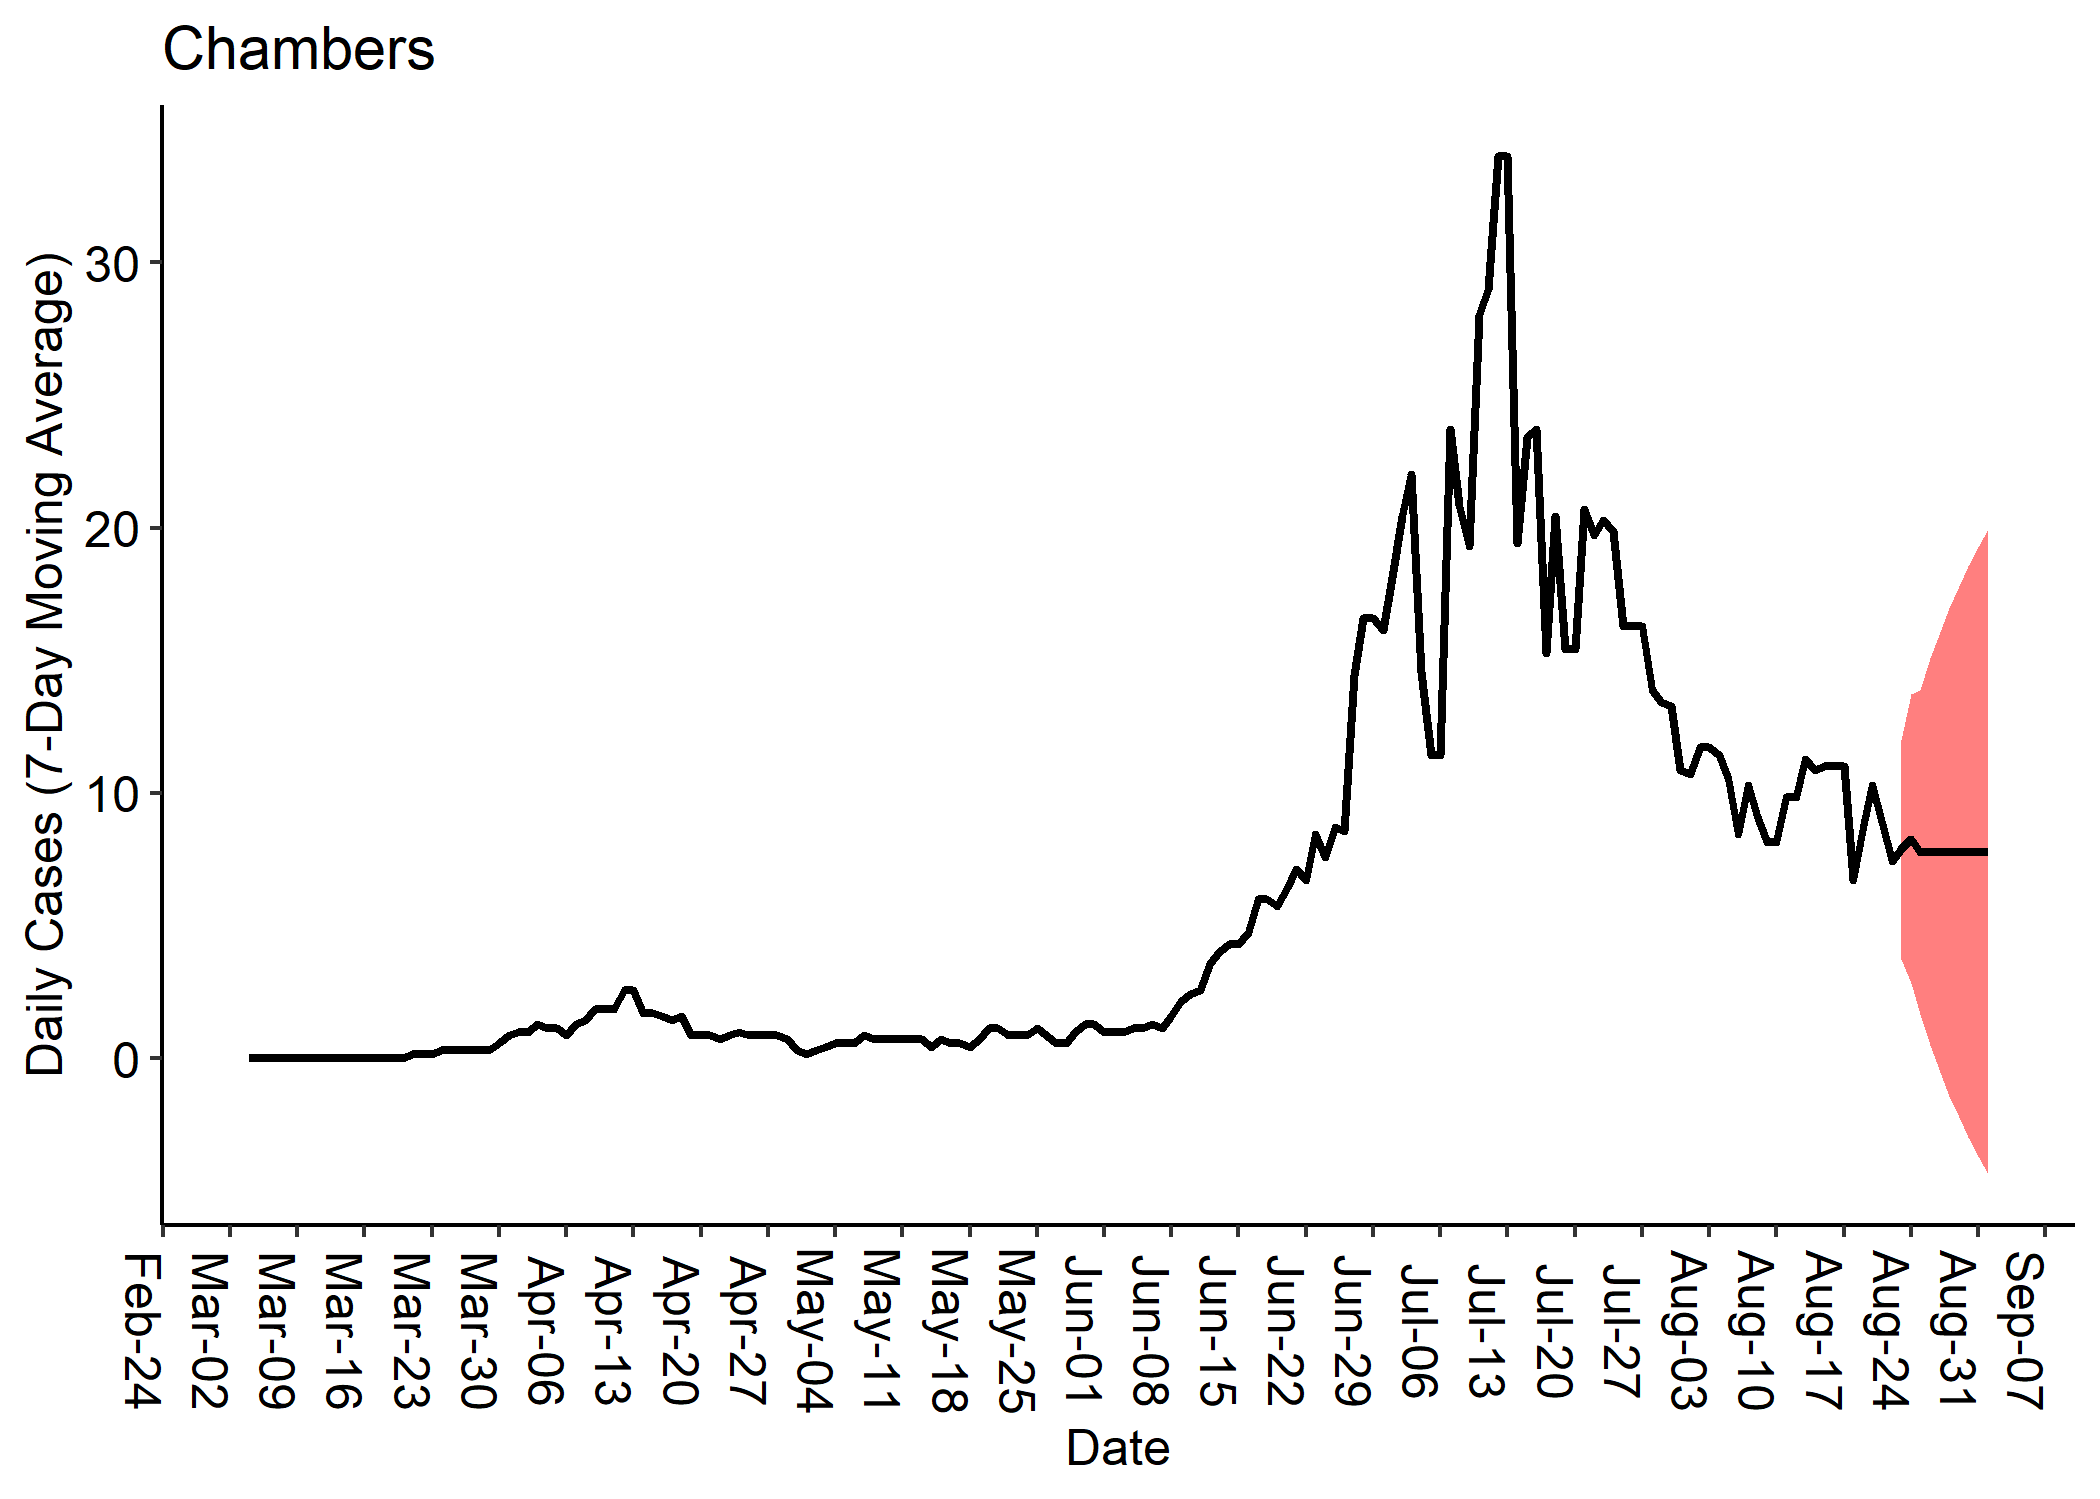 Chambers
Daily Cases (7-Day Moving Average)
30
20
10
0
Feb-24
Mar-02
Mar-09
Mar-16
Mar-23
Mar-30
Apr-06
Apr-13
Apr-20
Apr-27
May-04
May-11
May-18
May-25
Jun-01
Jun-08
Jun-15
Jun-22
Jun-29
Jul-06
Jul-13
Jul-20
Jul-27
Aug-03
Aug-10
Aug-17
Aug-24
Aug-31
Sep-07
Date